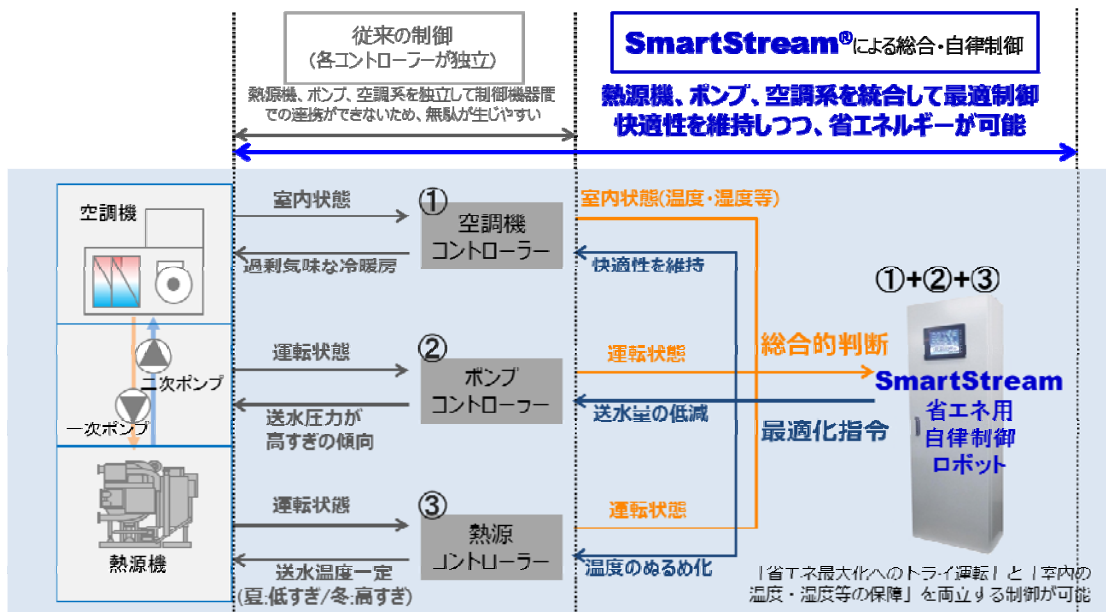 従来の制御
(各コントローラーが独立)
熱源機、ポンプ、空調系を独立して制御機器間
での連携ができないため、無駄が生じやすい
SmartStream®による総合・自律制御
熱源機、ポンプ、空調系を統合して最適制御
快適性を維持しつつ、省エネルギーが可能
空調機
二次ポンプ
一次ポンプ
熱源機
室内状態
過剰気味な冷暖房
①
空調機
コントローラー
室内状態(温度・湿度等)
快適性を維持
運転状態
送水圧力が
高すぎの傾向
②
ポンプ
コントローラー
運転状態
送水量の低減
運転状態
送水温度一定
(夏:低すぎ/冬:高すぎ)
③
熱源
コントローラー
運転状態
温度のぬるめ化
総合的判断
最適化指令
①+②+③
SmartStream
省エネ用
自律制御
ロボット
「省エネ最大化へのトライ運転」と「室内の
温度・湿度等の保障」を両立する制御が可能